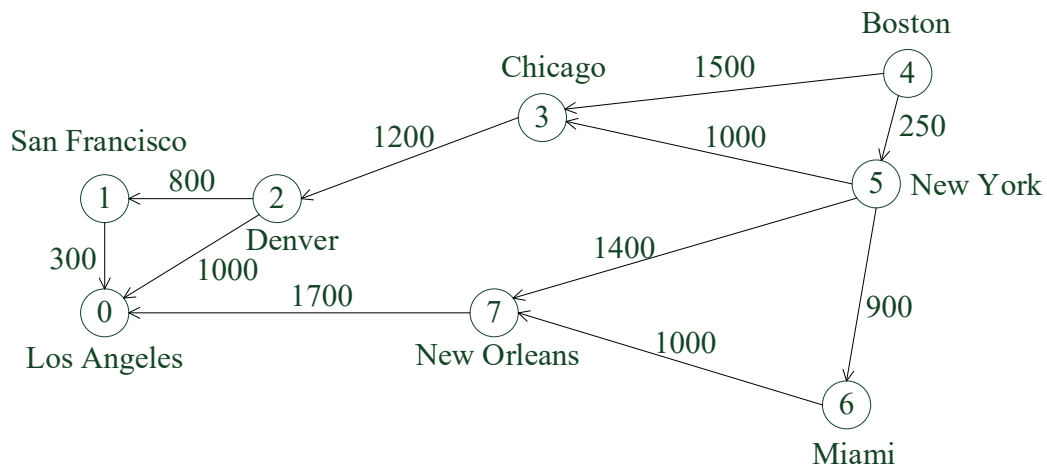 Boston
4
Chicago
1500
3
250
1200
1000
San Francisco
800
5
New York
1
2
Denver
1400
300
1000
1700
900
0
7
Los Angeles
New Orleans
1000
6
Miami